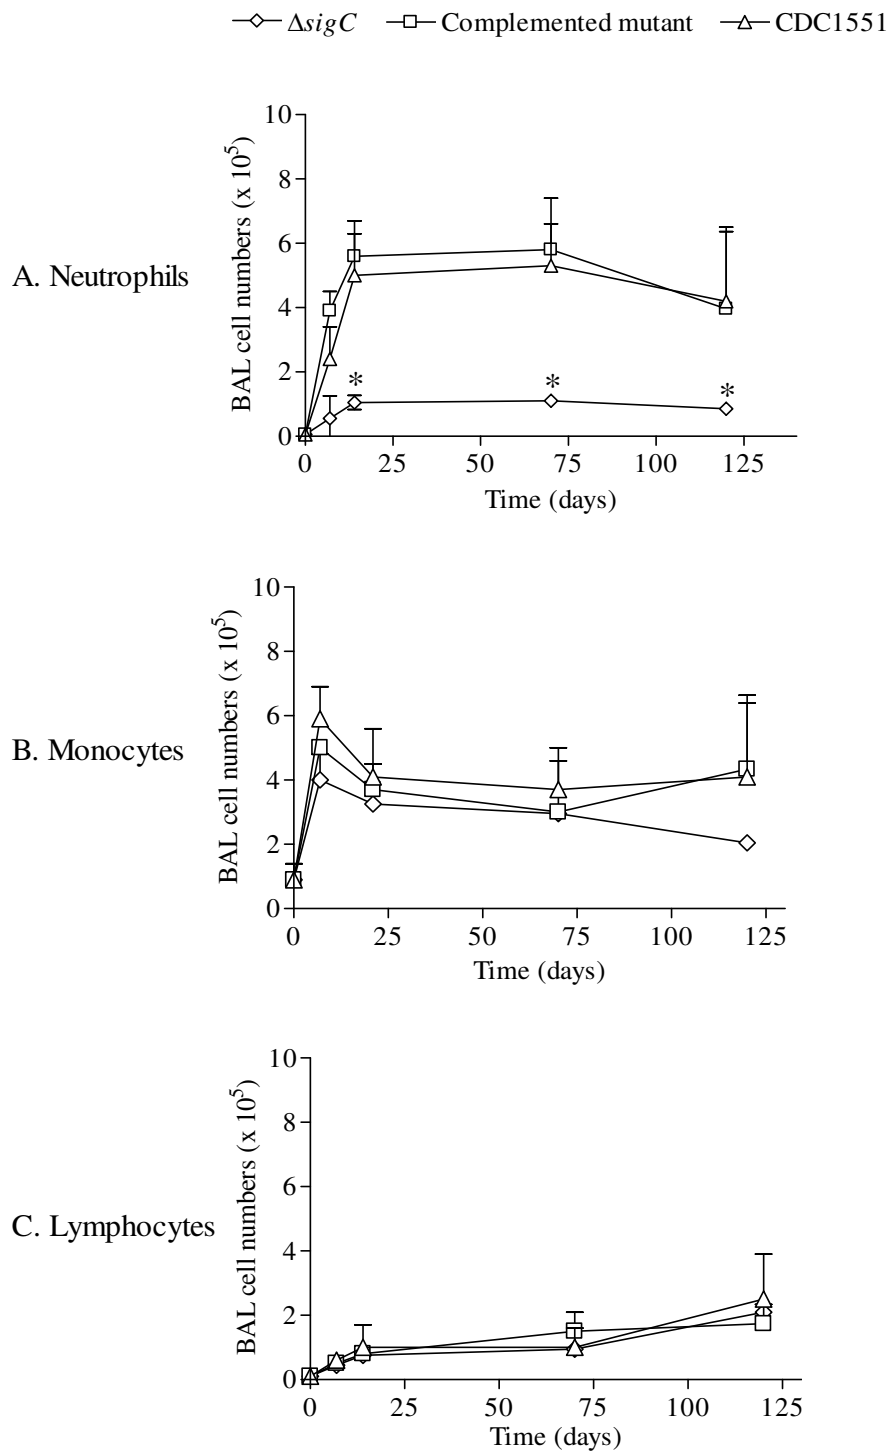 ΔsigC Complemented mutant CDC1551
A. Neutrophils
BAL cell numbers (x 10^5)
10
8
6
4
2
0
* * *
0 25 50 75 100 125
Time (days)
B. Monocytes
BAL cell numbers (x 10^5)
10
8
6
4
2
0
0 25 50 75 100 125
Time (days)
C. Lymphocytes
BAL cell numbers (x 10^5)
10
8
6
4
2
0
0 25 50 75 100 125
Time (days)